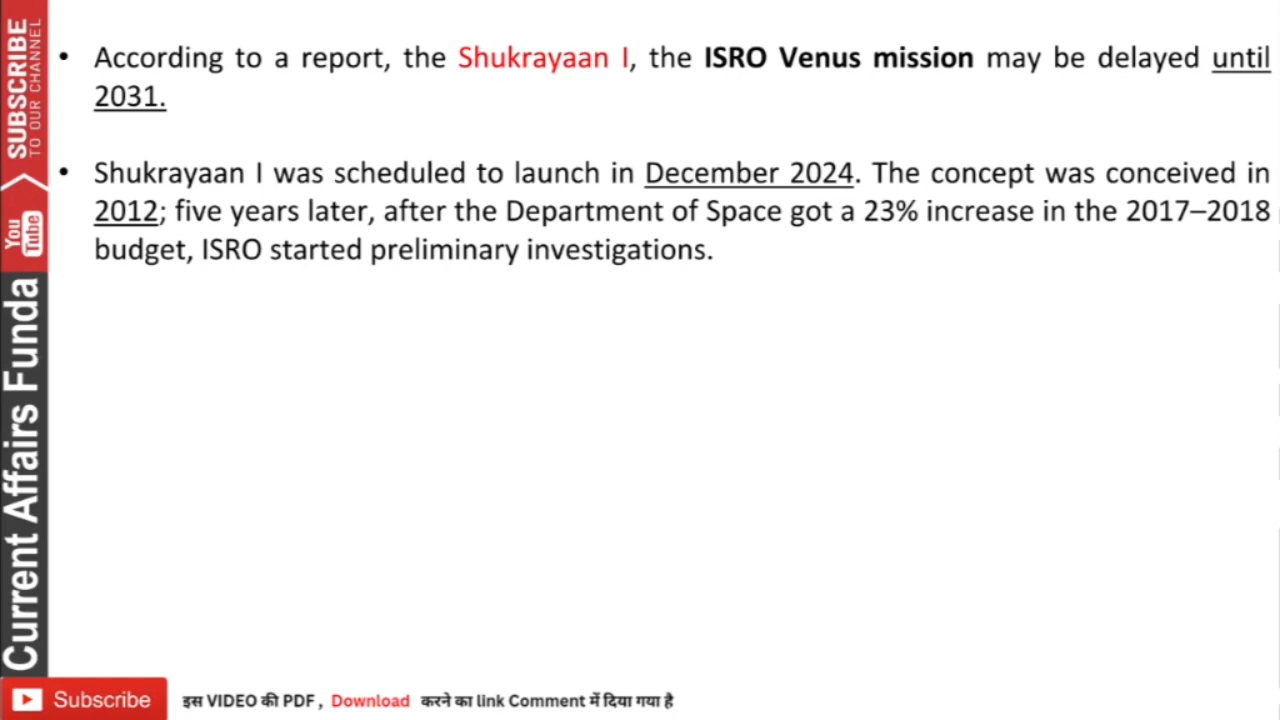 • According to a report, the Shukrayaan I, the ISRO Venus mission may be delayed until
2031.
• Shukrayaan I was scheduled to launch in December 2024. The concept was conceived in
2012; five years later, after the Department of Space got a 23% increase in the 2017–2018
budget, ISRO started preliminary investigations.
SUBSCRIBE
TO OUR CHANNEL
You Tube
Current Affairs Funda
Subscribe
इस VIDEO की PDF , Download करने का link Comment में दिया गया है